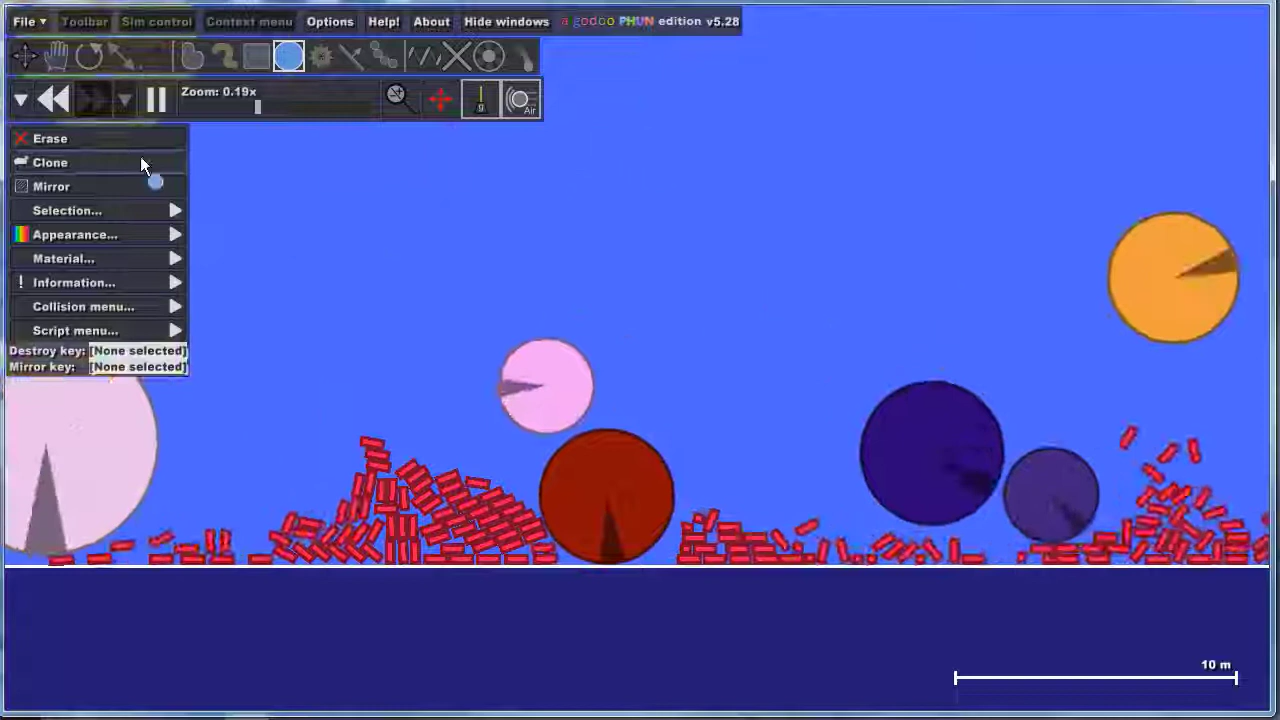 File Toolbar Sim control Context menu Options Help! About Hide windows a godoo PHUN edition v5.28
Zoom: 0.19x
g
Air
Erase
Clone
Mirror
Selection...
Appearance...
Material...
! Information...
Collision menu...
Script menu...
Destroy key: [None selected]
Mirror key: [None selected]
10 m